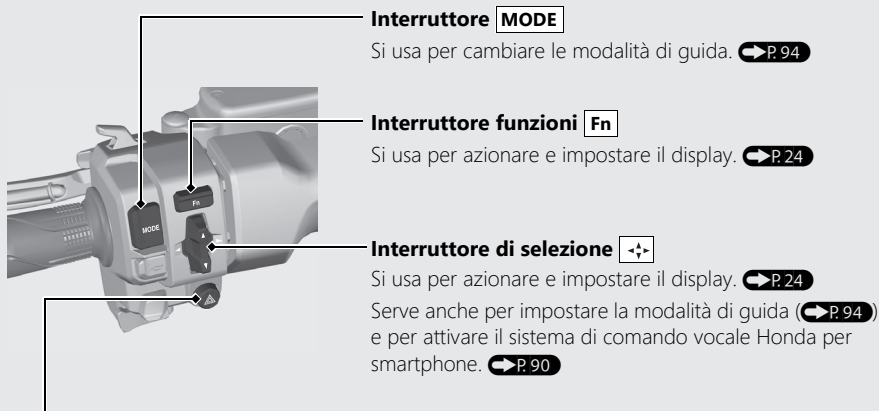 Interruttore MODE
Si usa per cambiare le modalità di guida. P. 94
Interruttore funzioni Fn
Si usa per azionare e impostare il display. P. 24
Interruttore di selezione
Si usa per azionare e impostare il display. P. 24
Serve anche per impostare la modalità di guida (P. 94)
e per attivare il sistema di comando vocale Honda per
smartphone. P. 90
MODE
Fn